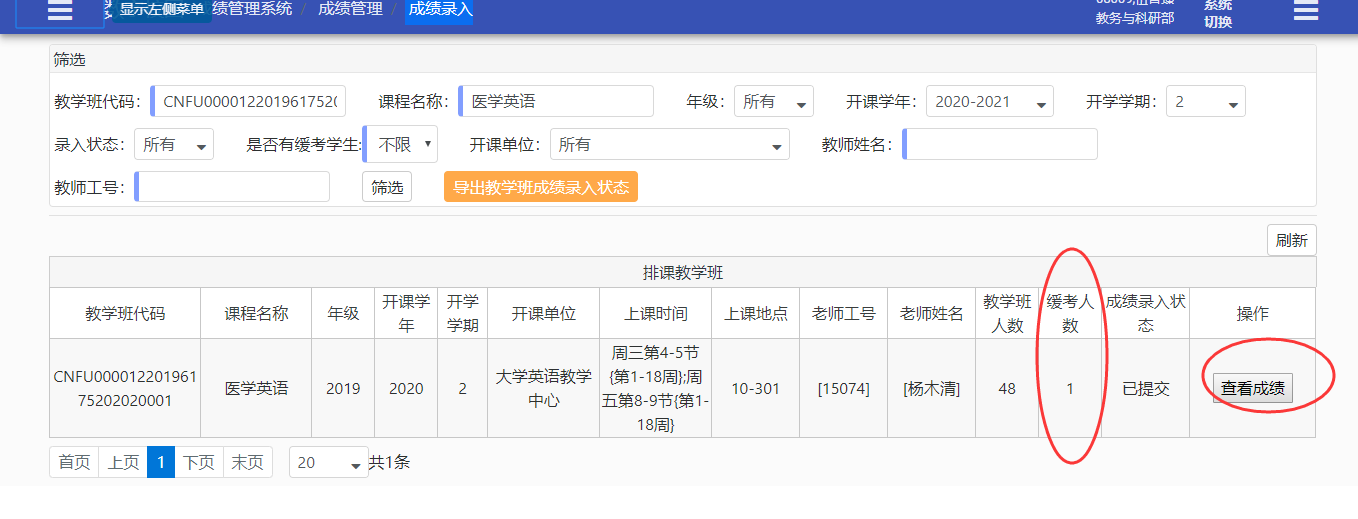 显示左侧菜单 绩管理系统 / 成绩管理 / 成绩录入
教务与科研部
系统
切换
筛选
教学班代码: CNFU0000122019617520(
课程名称: 医学英语
年级: 所有
开课学年: 2020-2021
开学学期: 2
录入状态: 所有
是否有缓考学生: 不限
开课单位: 所有
教师姓名:
教师工号:
筛选
导出教学班成绩录入状态
刷新
排课教学班
教学班代码
课程名称
年级
开课学
年
开学
学期
开课单位
上课时间
上课地点
老师工号
老师姓名
教学班
人数
缓考人
数
成绩录入状
态
操作
CNFU000012201961
75202020001
医学英语
2019
2020
2
大学英语教学
中心
周三第4-5节
{第1-18周};周
五第8-9节{第1-
18周}
10-301
[15074]
[杨木清]
48
1
已提交
查看成绩
首页 上页 1 下页 末页 20 共1条